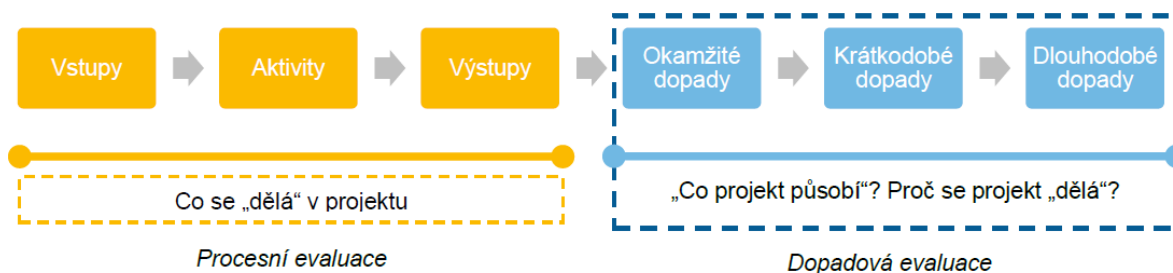 Vstupy
Aktivity
Výstupy
Okamžité
dopady
Krátkodobé
dopady
Dlouhodobé
dopady
Co se „dělá“ v projektu
„Co projekt působí“? Proč se projekt „dělá“?
Procesní evaluace
Dopadová evaluace